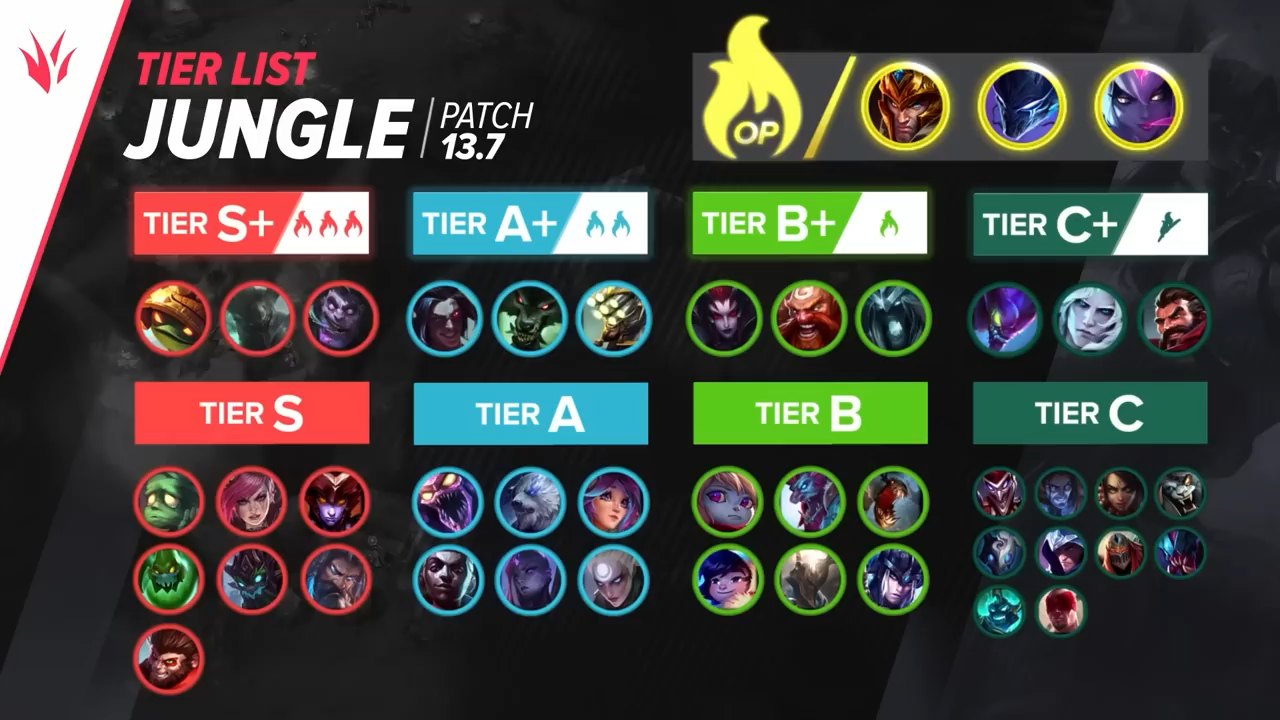 TIER LIST
JUNGLE
PATCH
13.7
OP
TIER S+
TIER A+
TIER B+
TIER C+
TIER S
TIER A
TIER B
TIER C